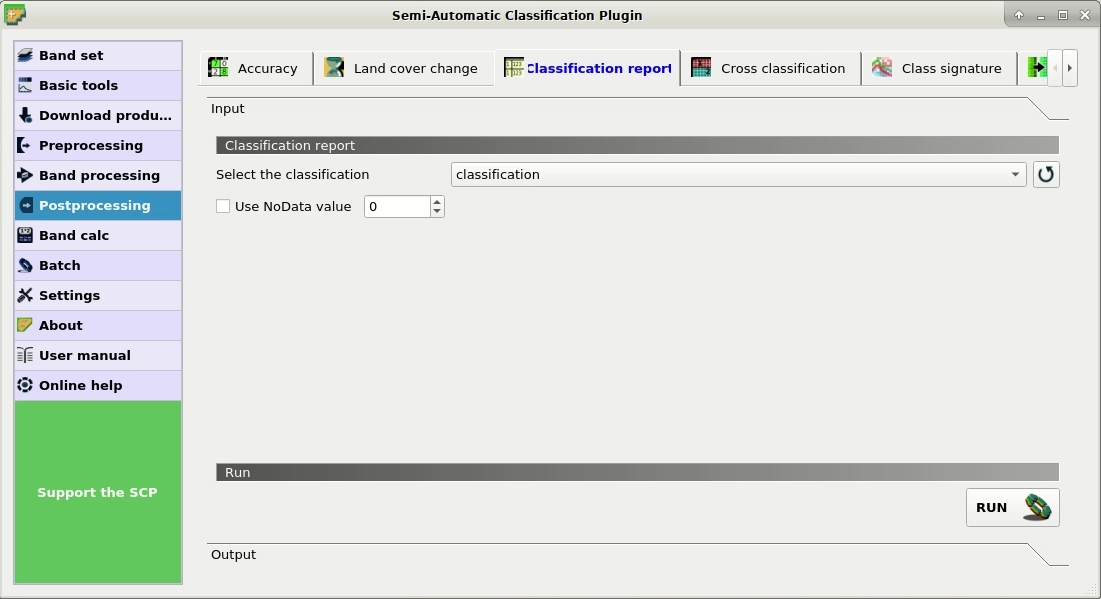 Semi-Automatic Classification Plugin
Band set
Basic tools
Download produ...
Preprocessing
Band processing
Postprocessing
Band calc
Batch
Settings
About
User manual
Online help
Support the SCP
Accuracy
Land cover change
Classification report
Cross classification
Class signature
Input
Classification report
Select the classification
classification
Use NoData value
0
Run
RUN
Output